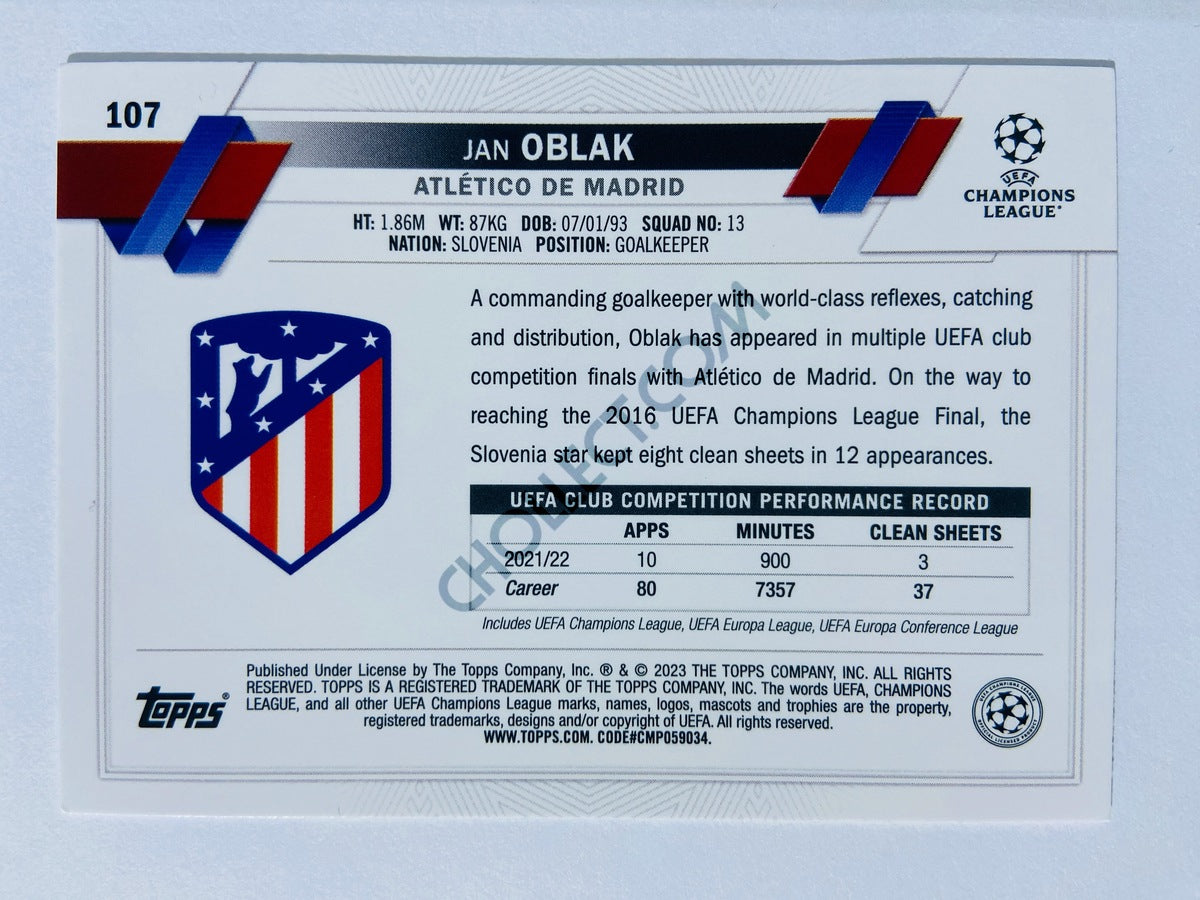 107
JAN OBLAK
ATLÉTICO DE MADRID
HT: 1.86M WT: 87KG DOB: 07/01/93 SQUAD NO: 13
NATION: SLOVENIA POSITION: GOALKEEPER
UEFA
CHAMPIONS
LEAGUE
A commanding goalkeeper with world-class reflexes, catching
and distribution, Oblak has appeared in multiple UEFA club
competition finals with Atlético de Madrid. On the way to
reaching the 2016 UEFA Champions League Final, the
Slovenia star kept eight clean sheets in 12 appearances.
UEFA CLUB COMPETITION PERFORMANCE RECORD
APPS MINUTES CLEAN SHEETS
2021/22 10 900 3
Career 80 7357 37
Includes UEFA Champions League, UEFA Europa League, UEFA Europa Conference League
CHOLLECT.COM
Topps®
Published Under License by The Topps Company, Inc. ® & © 2023 THE TOPPS COMPANY, INC. ALL RIGHTS
RESERVED. TOPPS IS A REGISTERED TRADEMARK OF THE TOPPS COMPANY, INC. The words UEFA, CHAMPIONS
LEAGUE, and all other UEFA Champions League marks, names, logos, mascots and trophies are the property,
registered trademarks, designs and/or copyright of UEFA. All rights reserved.
WWW.TOPPS.COM. CODE#CMP059034.
UEFA CHAMPIONS LEAGUE
OFFICIAL LICENSED PRODUCT